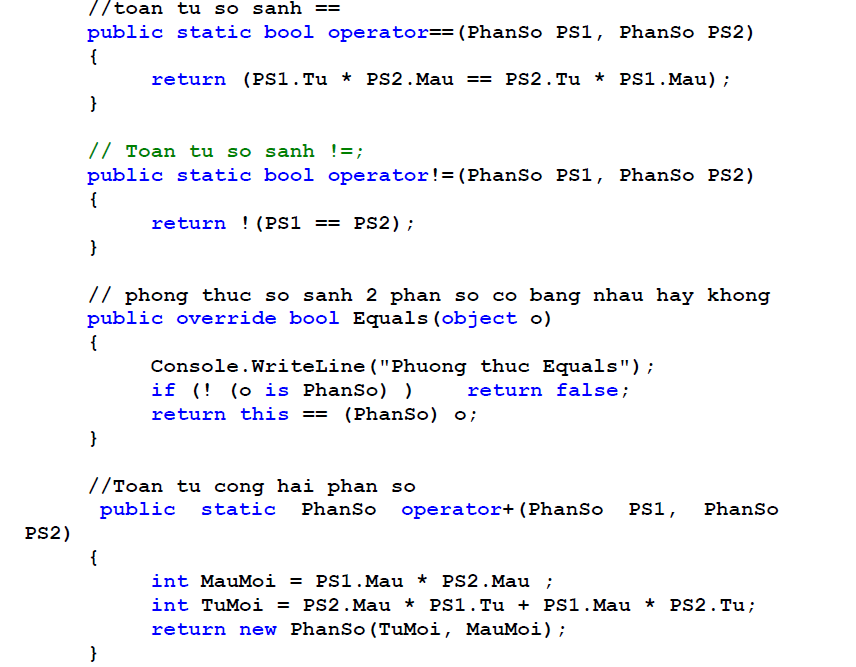 //toan tu so sanh ==
public static bool operator==(PhanSo PS1, PhanSo PS2)
{
return (PS1.Tu * PS2.Mau == PS2.Tu * PS1.Mau);
}
// Toan tu so sanh !=;
public static bool operator!=(PhanSo PS1, PhanSo PS2)
{
return !(PS1 == PS2);
}
// phong thuc so sanh 2 phan so co bang nhau hay khong
public override bool Equals(object o)
{
Console.WriteLine("Phuong thuc Equals");
if (! (o is PhanSo) ) return false;
return this == (PhanSo) o;
}
//Toan tu cong hai phan so
public static PhanSo operator+(PhanSo PS1, PhanSo
PS2)
{
int MauMoi = PS1.Mau * PS2.Mau ;
int TuMoi = PS2.Mau * PS1.Tu + PS1.Mau * PS2.Tu;
return new PhanSo(TuMoi, MauMoi);
}